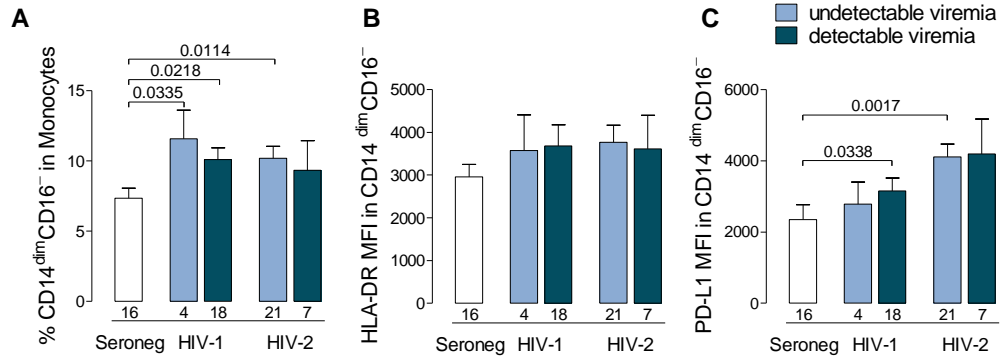 A
% CD14dimCD16− in Monocytes
15
10
5
0
0.0114
0.0218
0.0335
16 4 18 21 7
Seroneg HIV-1 HIV-2
B
HLA-DR MFI in CD14 dimCD16−
5000
4000
3000
2000
1000
0
16 4 18 21 7
Seroneg HIV-1 HIV-2
undetectable viremia
detectable viremia
C
PD-L1 MFI in CD14dimCD16−
6000
4000
2000
0
0.0017
0.0338
16 4 18 21 7
Seroneg HIV-1 HIV-2